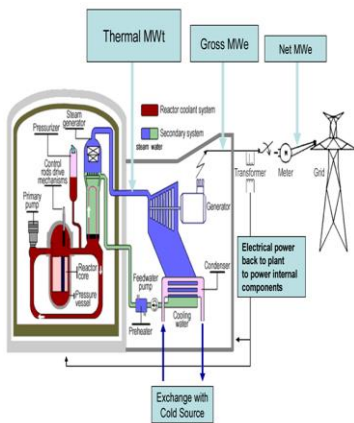 Thermal MWt
Gross MWe
Net MWe
Steam
generator
Pressurizer
Control
rods drive
mechanisms
Primary
pump
Reactor coolant system
Secondary system
steam water
Reactor
core
Pressure
vessel
Generator
Transformer
Meter
Grid
Condenser
Feedwater
pump
Preheater
Cooling
water
Electrical power
back to plant
to power internal
components
Exchange with
Cold Source